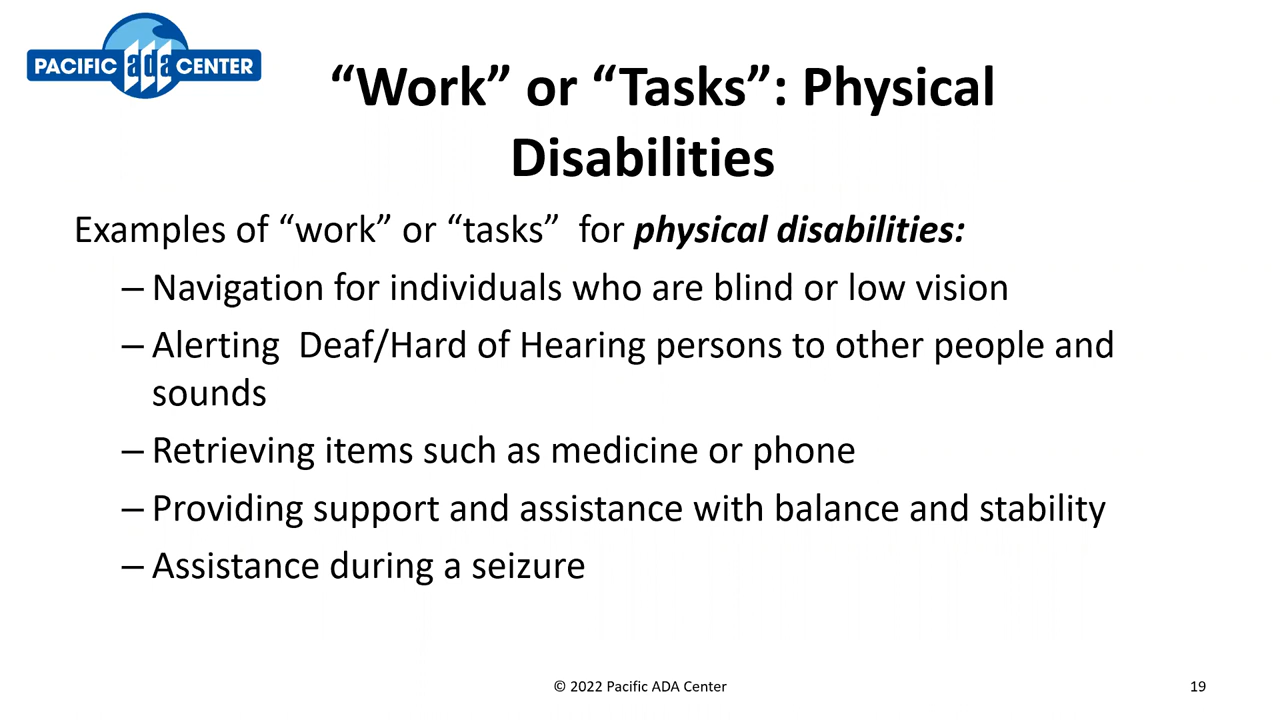 PACIFIC ada CENTER
“Work” or “Tasks”: Physical
Disabilities
Examples of “work” or “tasks”  for physical disabilities:
– Navigation for individuals who are blind or low vision
– Alerting  Deaf/Hard of Hearing persons to other people and
sounds
– Retrieving items such as medicine or phone
– Providing support and assistance with balance and stability
– Assistance during a seizure
© 2022 Pacific ADA Center
19